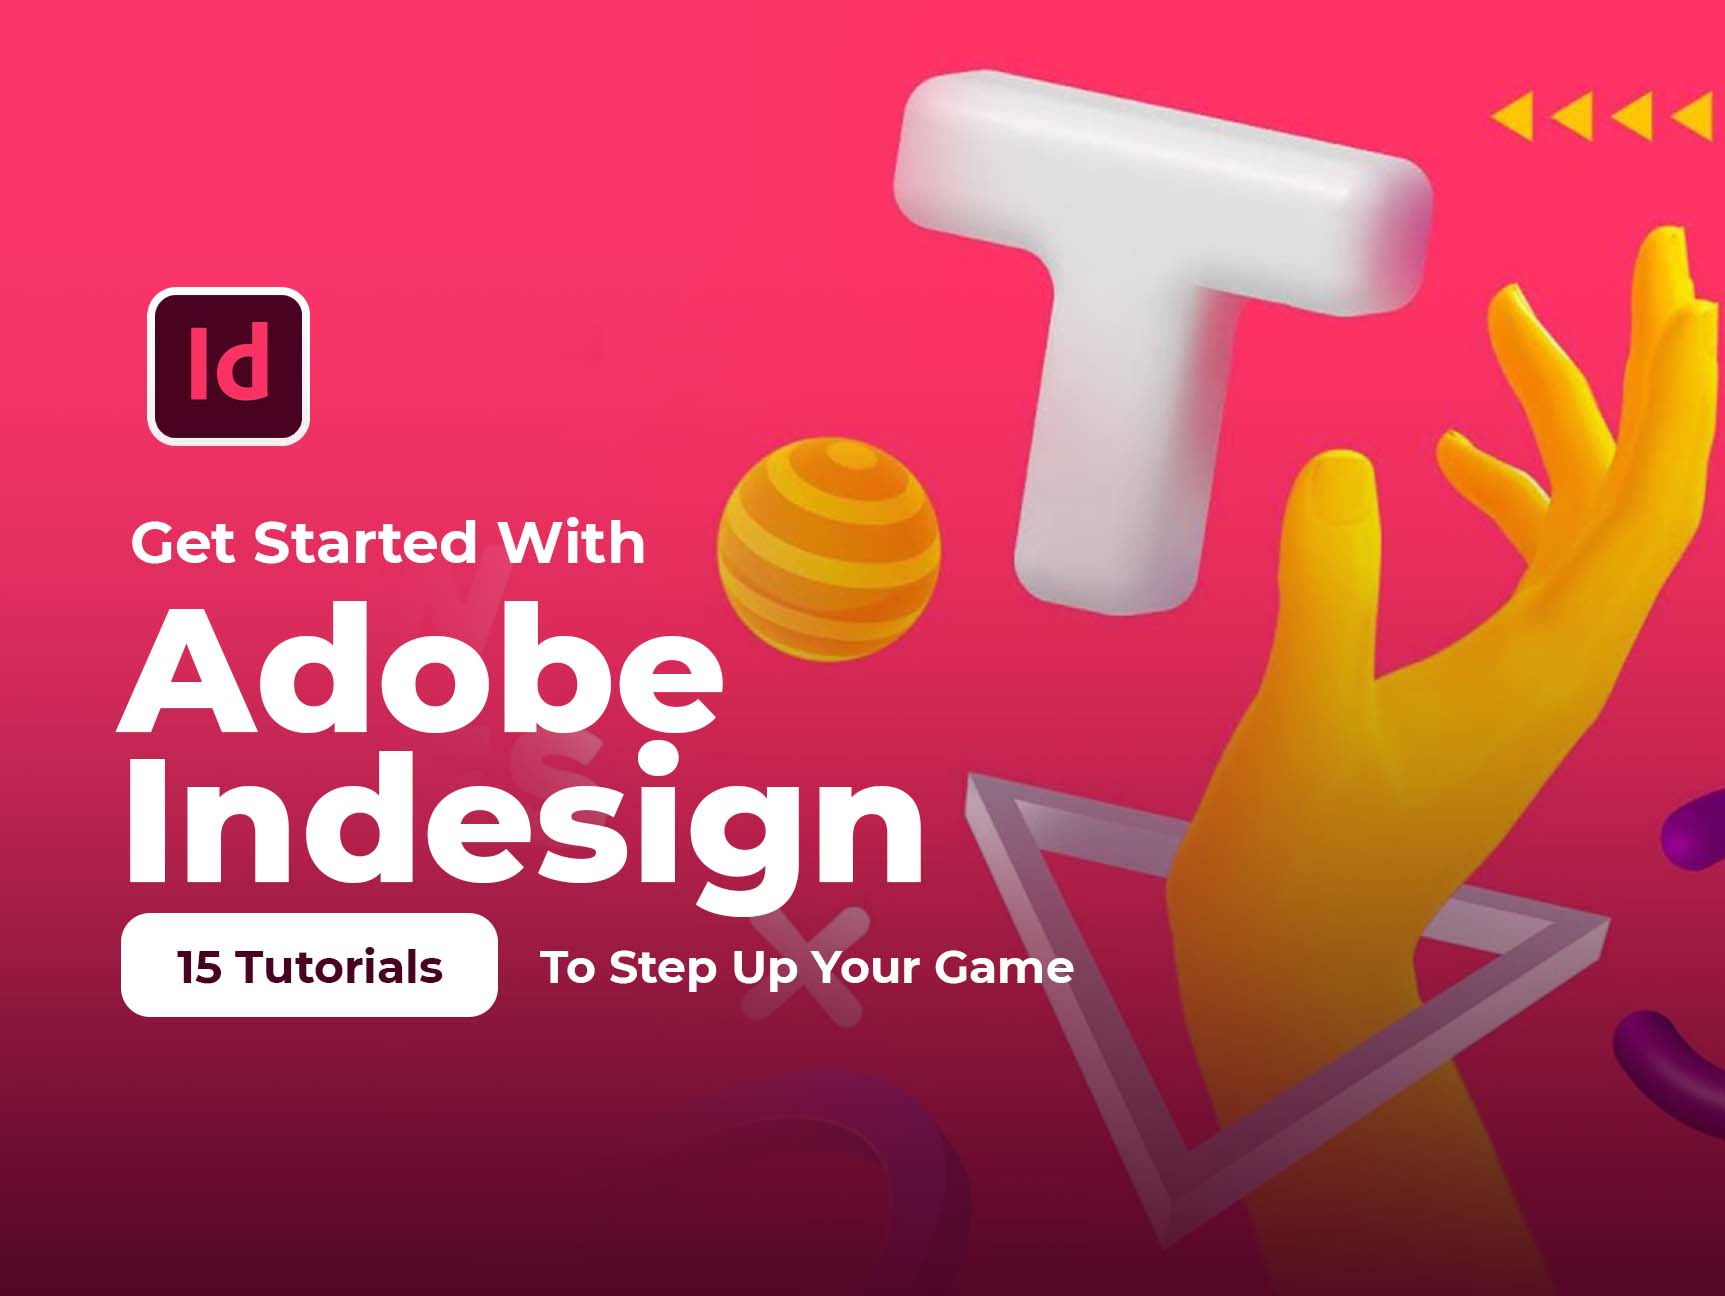 Id
T
Get Started With
Adobe
Indesign
15 Tutorials To Step Up Your Game